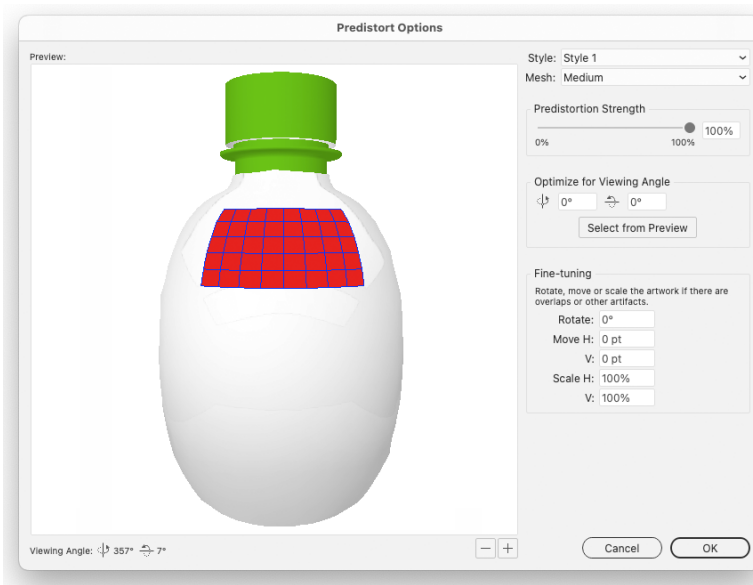 Predistort Options
Preview:
Style: Style 1
Mesh: Medium
Predistortion Strength
100%
0% 100%
Optimize for Viewing Angle
0° 0°
Select from Preview
Fine-tuning
Rotate, move or scale the artwork if there are
overlaps or other artifacts.
Rotate: 0°
Move H: 0 pt
V: 0 pt
Scale H: 100%
V: 100%
Viewing Angle: 357° 7°
Cancel OK